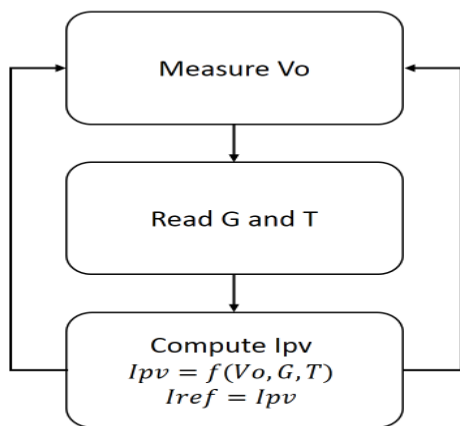 Measure Vo
Read G and T
Compute Ipv
Ipv = f(Vo, G, T)
Iref = Ipv